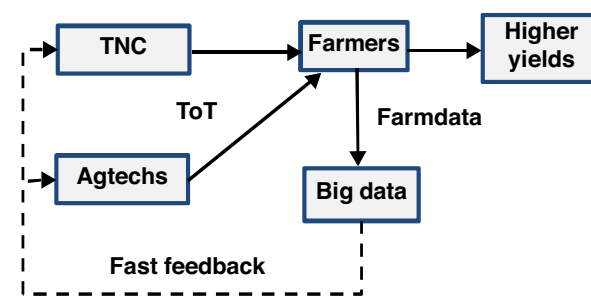 TNC
Farmers
Higher
yields
ToT
Farmdata
Agtechs
Big data
Fast feedback